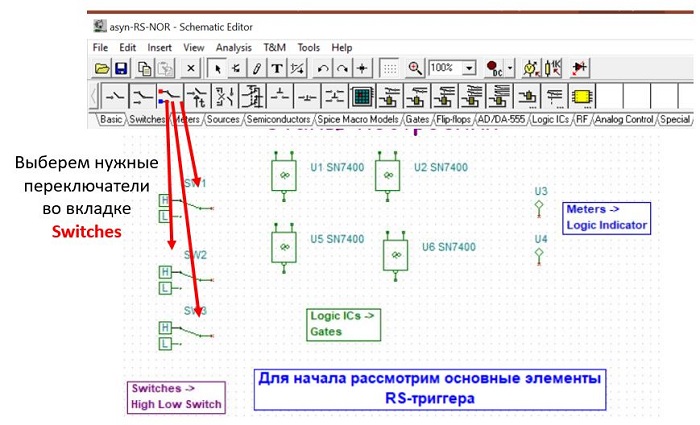 asyn-RS-NOR - Schematic Editor
File Edit Insert View Analysis T&M Tools Help
100% DC
Basic Switches Meters Sources Semiconductors Spice Macro Models Gates Flip-flops AD/DA-555 Logic ICs RF Analog Control Special
Выберем нужные
переключатели
во вкладке
Switches
SW1
H
L
SW2
H
L
SW3
H
L
U1 SN7400
U2 SN7400
U5 SN7400
U6 SN7400
U3
U4
Meters ->
Logic Indicator
Logic ICs ->
Gates
Switches ->
High Low Switch
Для начала рассмотрим основные элементы
RS-триггера